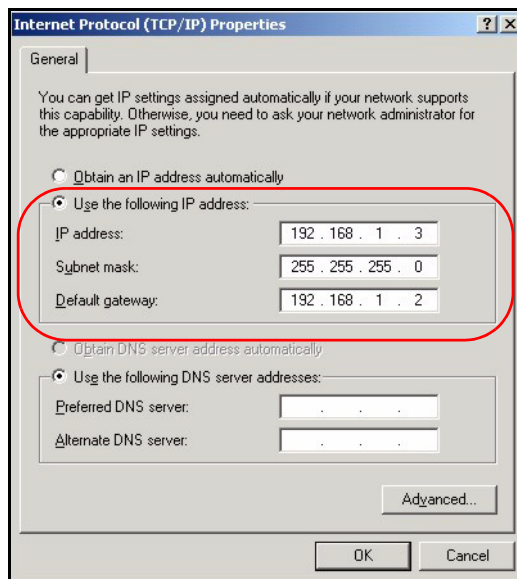 Internet Protocol (TCP/IP) Properties
General
You can get IP settings assigned automatically if your network supports
this capability. Otherwise, you need to ask your network administrator for
the appropriate IP settings.
Obtain an IP address automatically
Use the following IP address:
IP address: 192 . 168 . 1 . 3
Subnet mask: 255 . 255 . 255 . 0
Default gateway: 192 . 168 . 1 . 2
Obtain DNS server address automatically
Use the following DNS server addresses:
Preferred DNS server: . . .
Alternate DNS server: . . .
Advanced...
OK Cancel